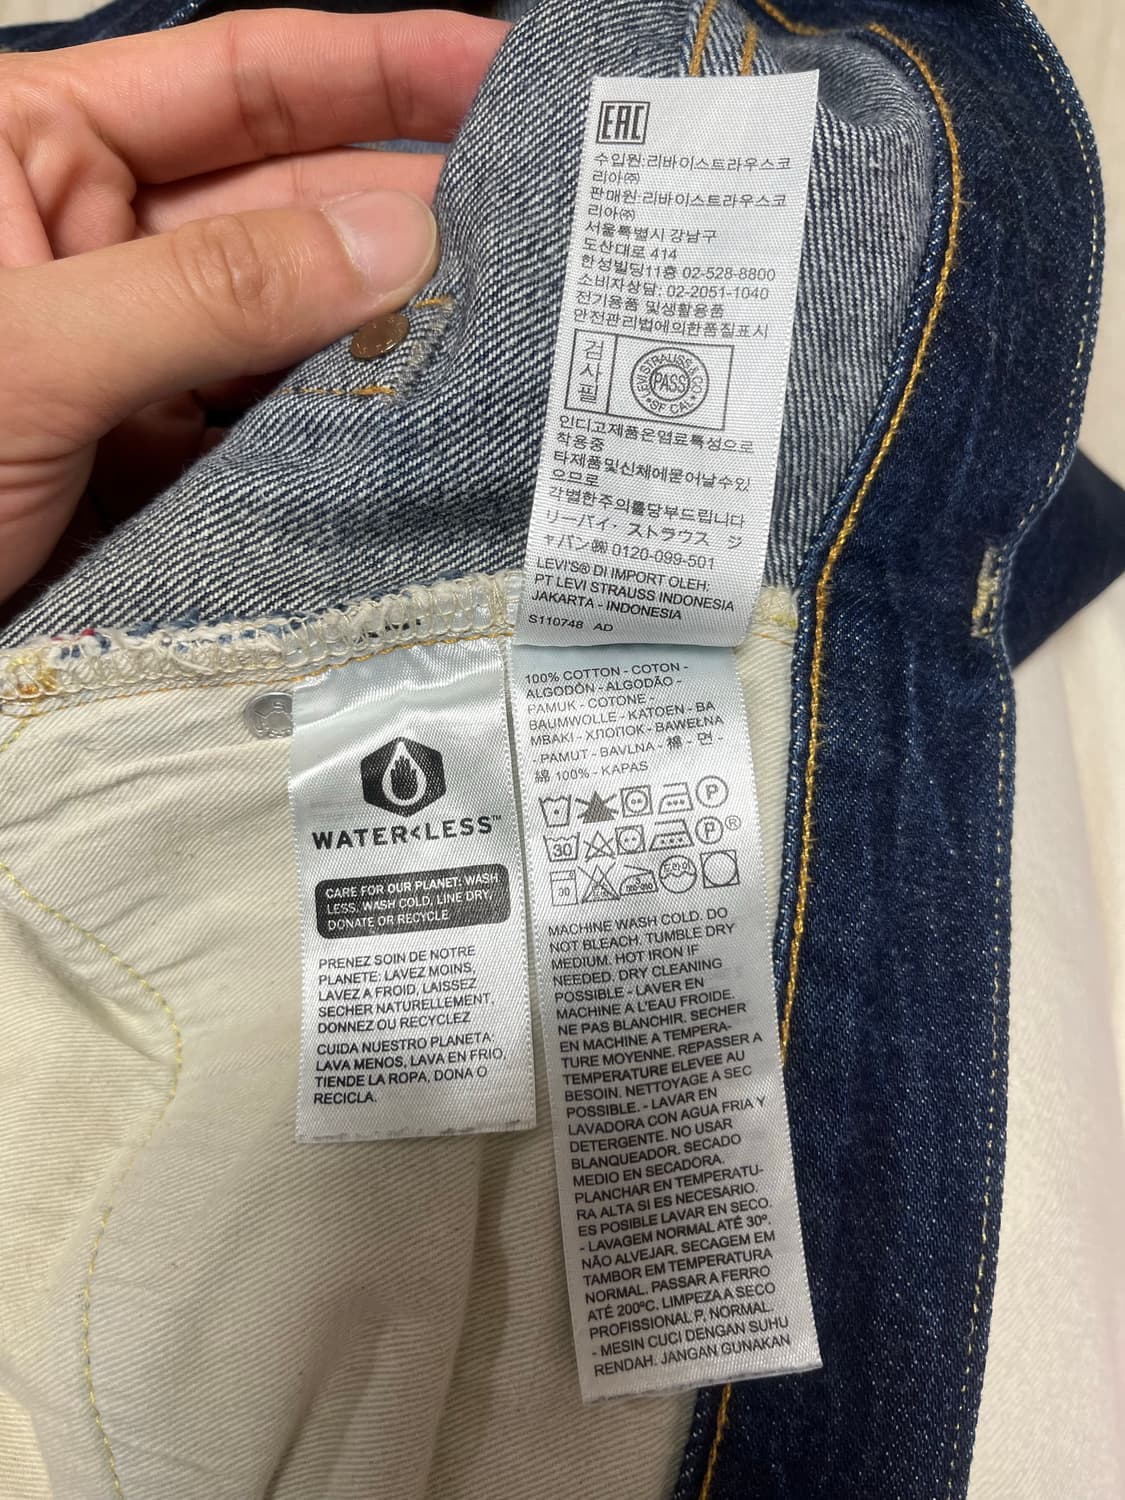 EAC
수입원:리바이스트라우스코
리아㈜
판매원:리바이스트라우스코
리아㈜
서울특별시 강남구
도산대로 414
한성빌딩11층 02-528-8800
소비자상담. 02-2051-1040
전기용품 및생활용품
안전관리법에의한품질표시
검사필
LEVI STRAUSS & CO
PASS
SF CAL
인디고제품은염료특성으로
착용중
타제품및신체에묻어날수있
으므로
각별한주의를당부드립니다
リーバイ・ストラウス ジ
ャパン㈱ 0120-099-501
LEVI'S® DI IMPORT OLEH.
PT LEVI STRAUSS INDONESIA
JAKARTA - INDONESIA
S110748 AD
WATER<LESS™
CARE FOR OUR PLANET: WASH
LESS, WASH COLD, LINE DRY,
DONATE OR RECYCLE
PRENEZ SOIN DE NOTRE
PLANETE: LAVEZ MOINS,
LAVEZ A FROID, LAISSEZ
SECHER NATURELLEMENT,
DONNEZ OU RECYCLEZ
CUIDA NUESTRO PLANETA:
LAVA MENOS, LAVA EN FRIO,
TIENDE LA ROPA, DONA O
RECICLA.
100% COTTON - COTON -
ALGODÓN - ALGODÃO -
PAMUK - COTONE -
BAUMWOLLE - KATOEN - BA
MBAKI - ХЛОПОК - BAWEŁNA
- PAMUT - BAVLNA - 棉 - 면 -
綿 100% - KAPAS
P
30
P ®
30
MACHINE WASH COLD. DO
NOT BLEACH. TUMBLE DRY
MEDIUM. HOT IRON IF
NEEDED. DRY CLEANING
POSSIBLE - LAVER EN
MACHINE A L'EAU FROIDE.
NE PAS BLANCHIR. SECHER
EN MACHINE A TEMPERA-
TURE MOYENNE. REPASSER A
TEMPERATURE ELEVEE AU
BESOIN. NETTOYAGE A SEC
POSSIBLE. - LAVAR EN
LAVADORA CON AGUA FRIA Y
DETERGENTE. NO USAR
BLANQUEADOR. SECADO
MEDIO EN SECADORA.
PLANCHAR EN TEMPERATU-
RA ALTA SI ES NECESARIO.
ES POSIBLE LAVAR EN SECO.
- LAVAGEM NORMAL ATÉ 30º.
NÃO ALVEJAR. SECAGEM EM
TAMBOR EM TEMPERATURA
NORMAL. PASSAR A FERRO
ATÉ 200ºC. LIMPEZA A SECO
PROFISSIONAL P, NORMAL.
- MESIN CUCI DENGAN SUHU
RENDAH. JANGAN GUNAKAN